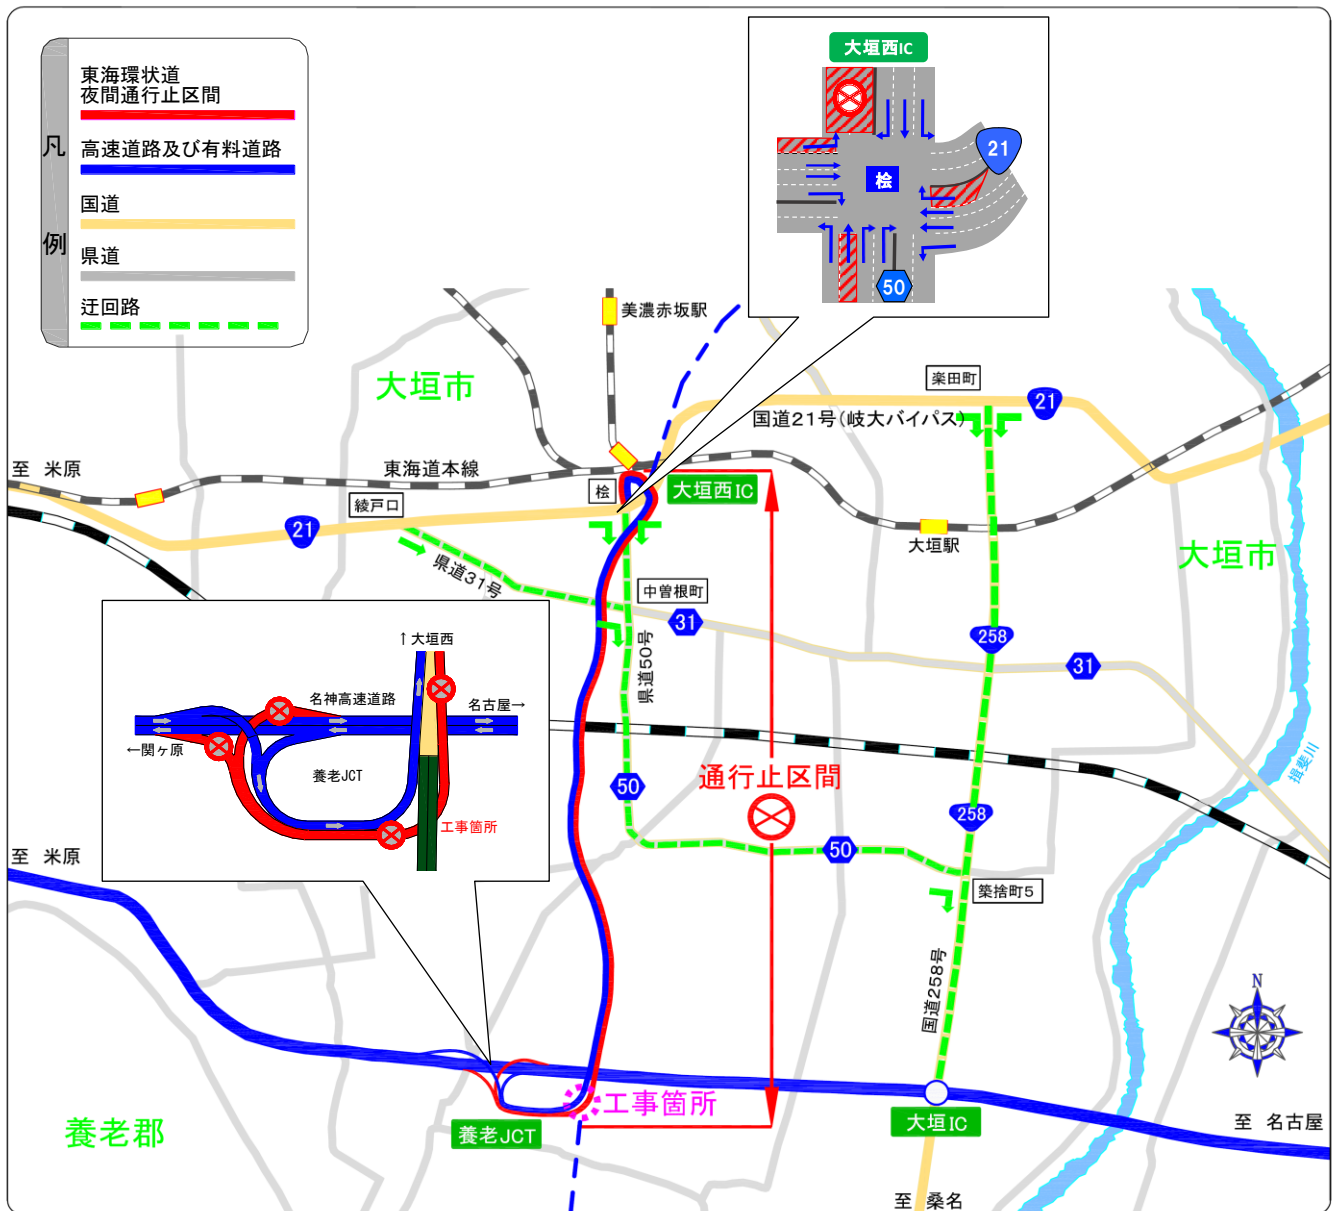 凡例
東海環状道
夜間通行止区間
高速道路及び有料道路
国道
県道
迂回路
大垣西IC
21
桧
50
美濃赤坂駅
大垣市
楽田町
21
国道21号(岐大バイパス)
至 米原
東海道本線
桧
大垣西IC
綾戸口
21
大垣駅
大垣市
県道31号
中曽根町
31
258
県道50号
31
↑大垣西
名神高速道路
名古屋→
←関ヶ原
養老JCT
工事箇所
揖斐川
通行止区間
50
258
50
至 米原
築捨町5
国道258号
N
工事箇所
養老郡
養老JCT
大垣IC
至 名古屋
至 桑名